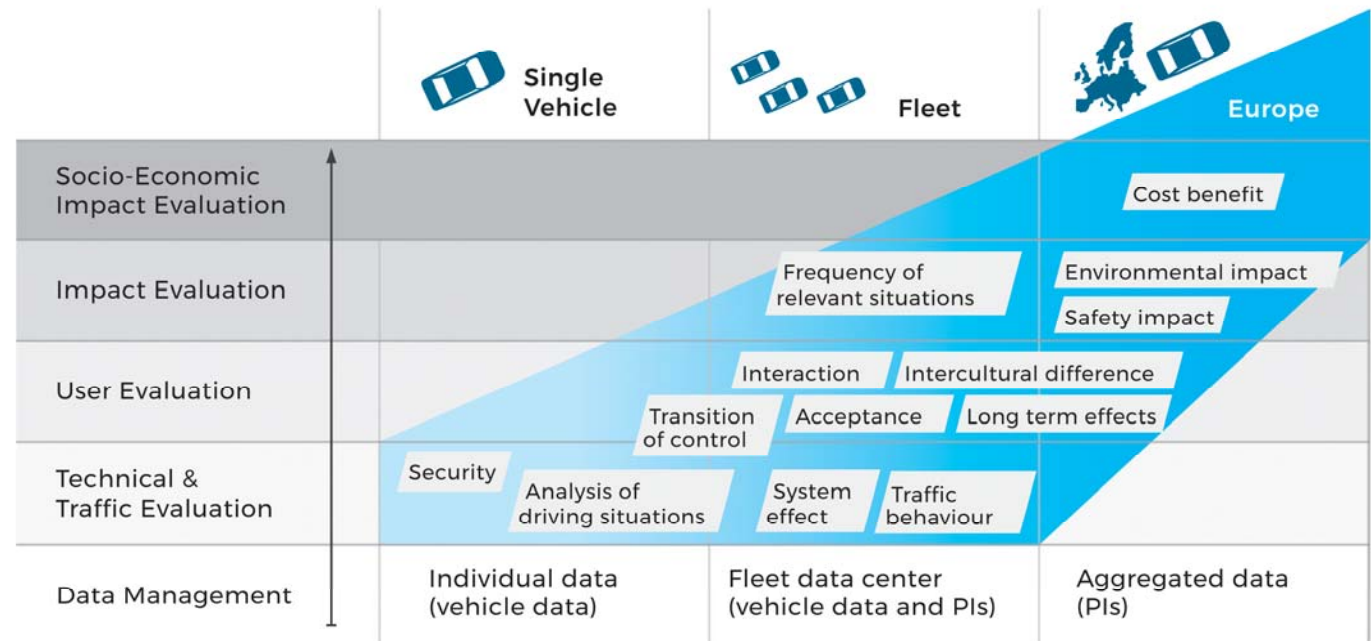 Single
Vehicle
Fleet
Europe
Socio-Economic
Impact Evaluation
Cost benefit
Impact Evaluation
Frequency of
relevant situations
Environmental impact
Safety impact
User Evaluation
Interaction
Intercultural difference
Transition
of control
Acceptance
Long term effects
Technical &
Traffic Evaluation
Security
Analysis of
driving situations
System
effect
Traffic
behaviour
Data Management
Individual data
(vehicle data)
Fleet data center
(vehicle data and PIs)
Aggregated data
(PIs)